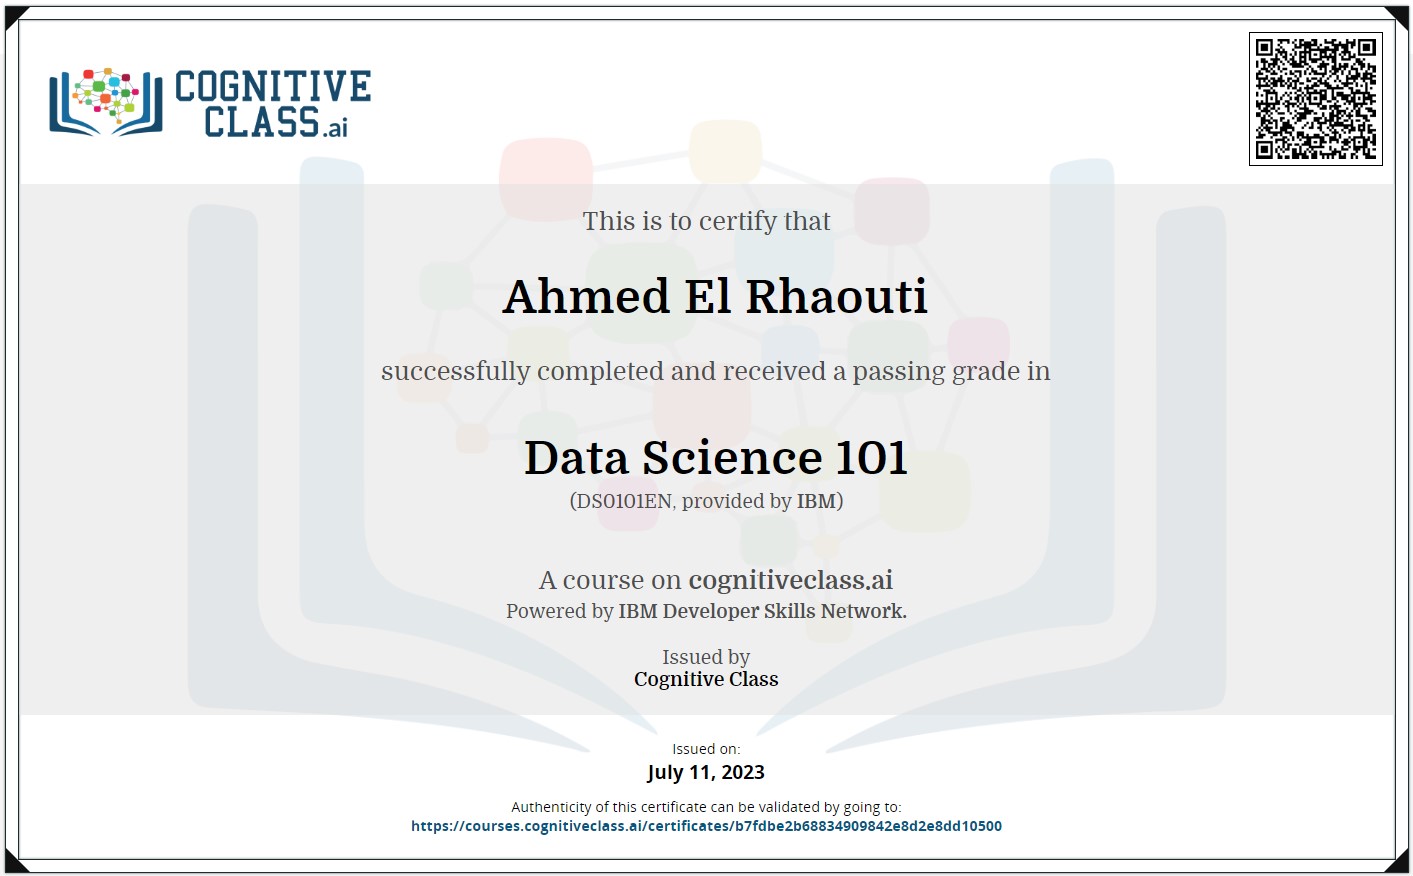 COGNITIVE
CLASS.ai
This is to certify that
Ahmed El Rhaouti
successfully completed and received a passing grade in
Data Science 101
(DS0101EN, provided by IBM)
A course on cognitiveclass.ai
Powered by IBM Developer Skills Network.
Issued by
Cognitive Class
Issued on:
July 11, 2023
Authenticity of this certificate can be validated by going to:
https://courses.cognitiveclass.ai/certificates/b7fdbe2b68834909842e8d2e8dd10500